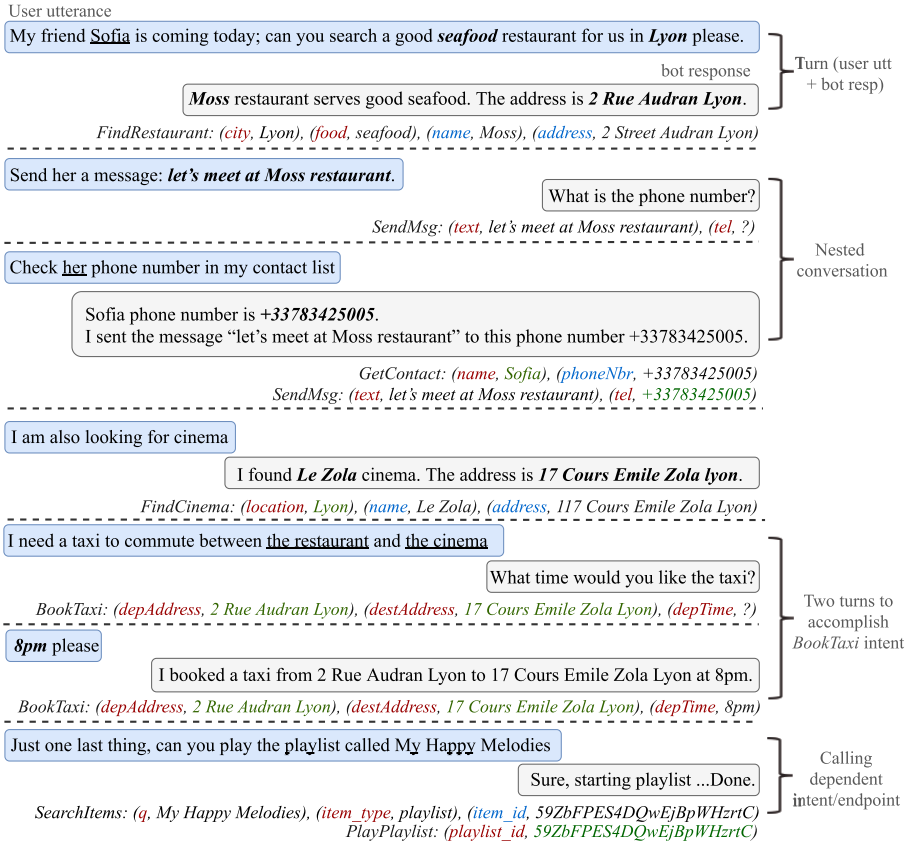 User utterance
My friend Sofia is coming today; can you search a good seafood restaurant for us in Lyon please.
bot response
Moss restaurant serves good seafood. The address is 2 Rue Audran Lyon.
FindRestaurant: (city, Lyon), (food, seafood), (name, Moss), (address, 2 Street Audran Lyon)
Turn (user utt
+ bot resp)
Send her a message: let's meet at Moss restaurant.
What is the phone number?
SendMsg: (text, let's meet at Moss restaurant), (tel, ?)
Check her phone number in my contact list
Sofia phone number is +33783425005.
I sent the message “let's meet at Moss restaurant” to this phone number +33783425005.
GetContact: (name, Sofia), (phoneNbr, +33783425005)
SendMsg: (text, let's meet at Moss restaurant), (tel, +33783425005)
Nested
conversation
I am also looking for cinema
I found Le Zola cinema. The address is 17 Cours Emile Zola lyon.
FindCinema: (location, Lyon), (name, Le Zola), (address, 117 Cours Emile Zola Lyon)
I need a taxi to commute between the restaurant and the cinema
What time would you like the taxi?
BookTaxi: (depAddress, 2 Rue Audran Lyon), (destAddress, 17 Cours Emile Zola Lyon), (depTime, ?)
8pm please
I booked a taxi from 2 Rue Audran Lyon to 17 Cours Emile Zola Lyon at 8pm.
BookTaxi: (depAddress, 2 Rue Audran Lyon), (destAddress, 17 Cours Emile Zola Lyon), (depTime, 8pm)
Two turns to
accomplish
BookTaxi intent
Just one last thing, can you play the playlist called My Happy Melodies
Sure, starting playlist ...Done.
SearchItems: (q, My Happy Melodies), (item_type, playlist), (item_id, 59ZbFPES4DQwEjBpWHzrtC)
PlayPlaylist: (playlist_id, 59ZbFPES4DQwEjBpWHzrtC)
Calling
dependent
intent/endpoint